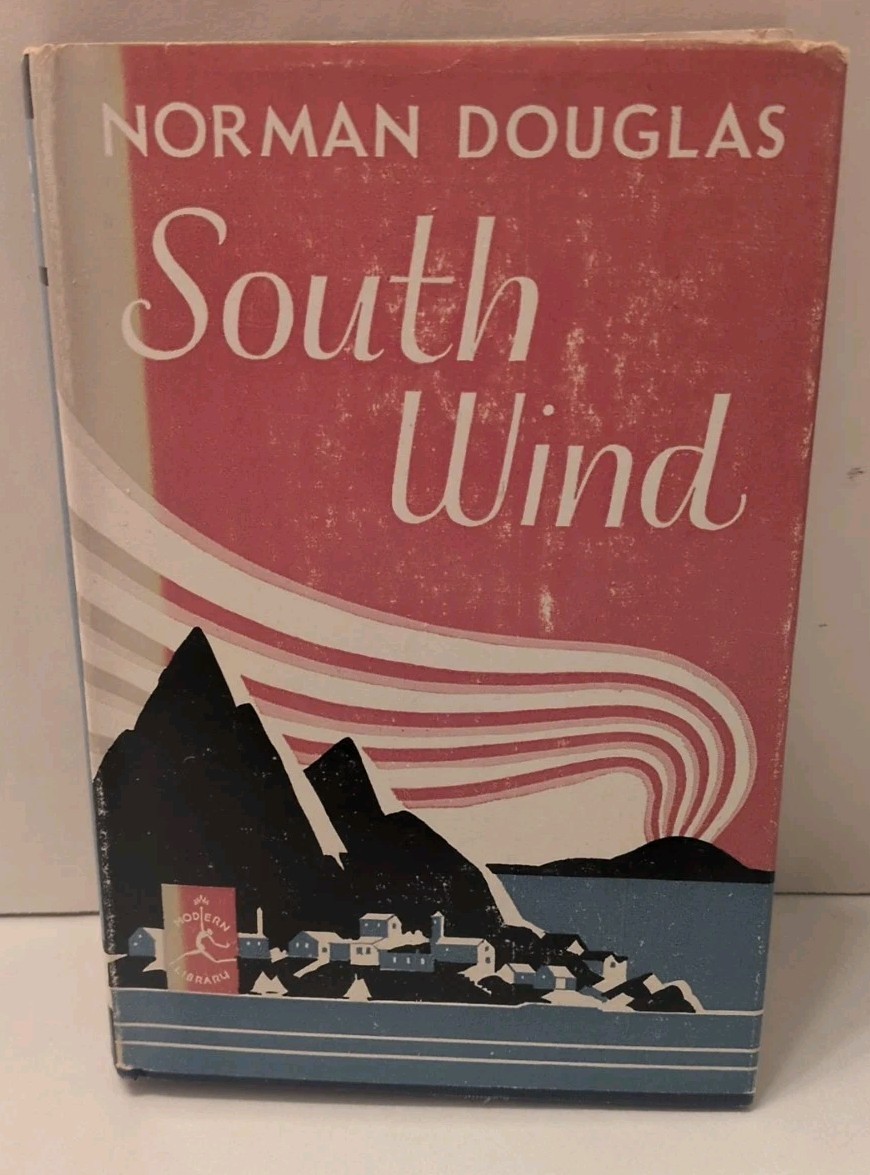 NORMAN DOUGLAS
South
Wind
MODERN
LIBRARY